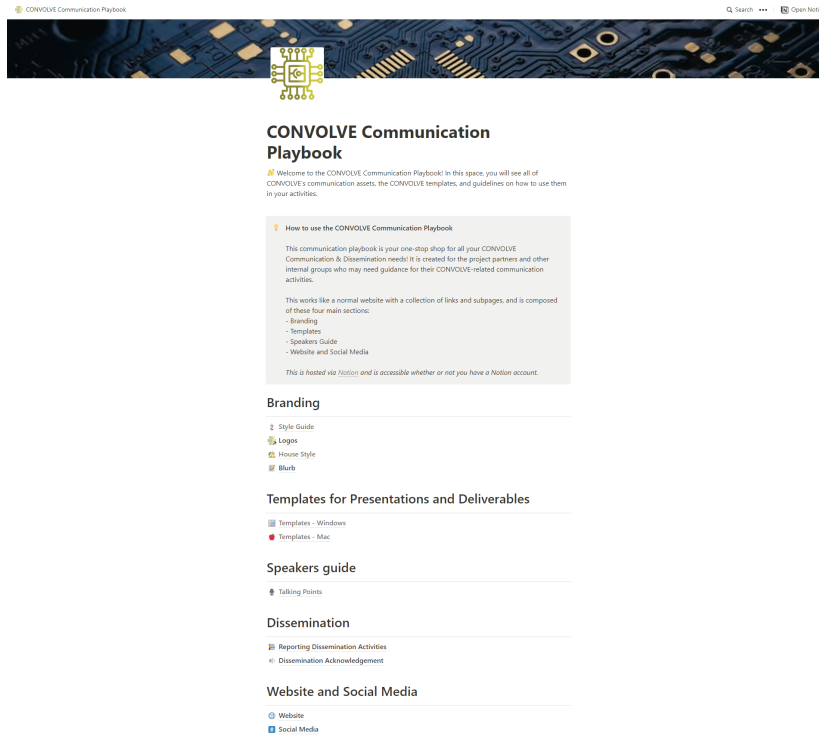 CONVOLVE Communication Playbook
Search
Open Noti
CONVOLVE Communication
Playbook
Welcome to the CONVOLVE Communication Playbook! In this space, you will see all of
CONVOLVE's communication assets, the CONVOLVE templates, and guidelines on how to use them
in your activities.
How to use the CONVOLVE Communication Playbook
This communication playbook is your one-stop shop for all your CONVOLVE
Communication & Dissemination needs! It is created for the project partners and other
internal groups who may need guidance for their CONVOLVE-related communication
activities.
This works like a normal website with a collection of links and subpages, and is composed
of these four main sections:
- Branding
- Templates
- Speakers Guide
- Website and Social Media
This is hosted via Notion and is accessible whether or not you have a Notion account.
Branding
Style Guide
Logos
House Style
Blurb
Templates for Presentations and Deliverables
Templates - Windows
Templates - Mac
Speakers guide
Talking Points
Dissemination
Reporting Dissemination Activities
Dissemination Acknowledgement
Website and Social Media
Website
Social Media